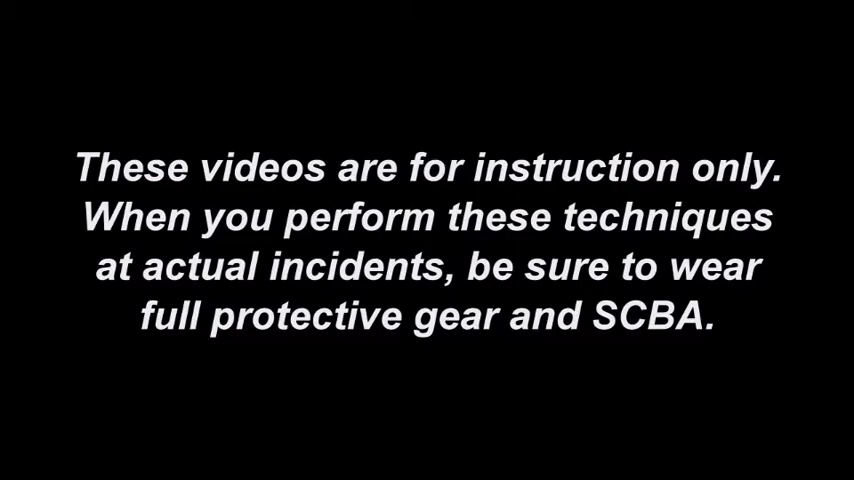 These videos are for instruction only.
When you perform these techniques
at actual incidents, be sure to wear
full protective gear and SCBA.